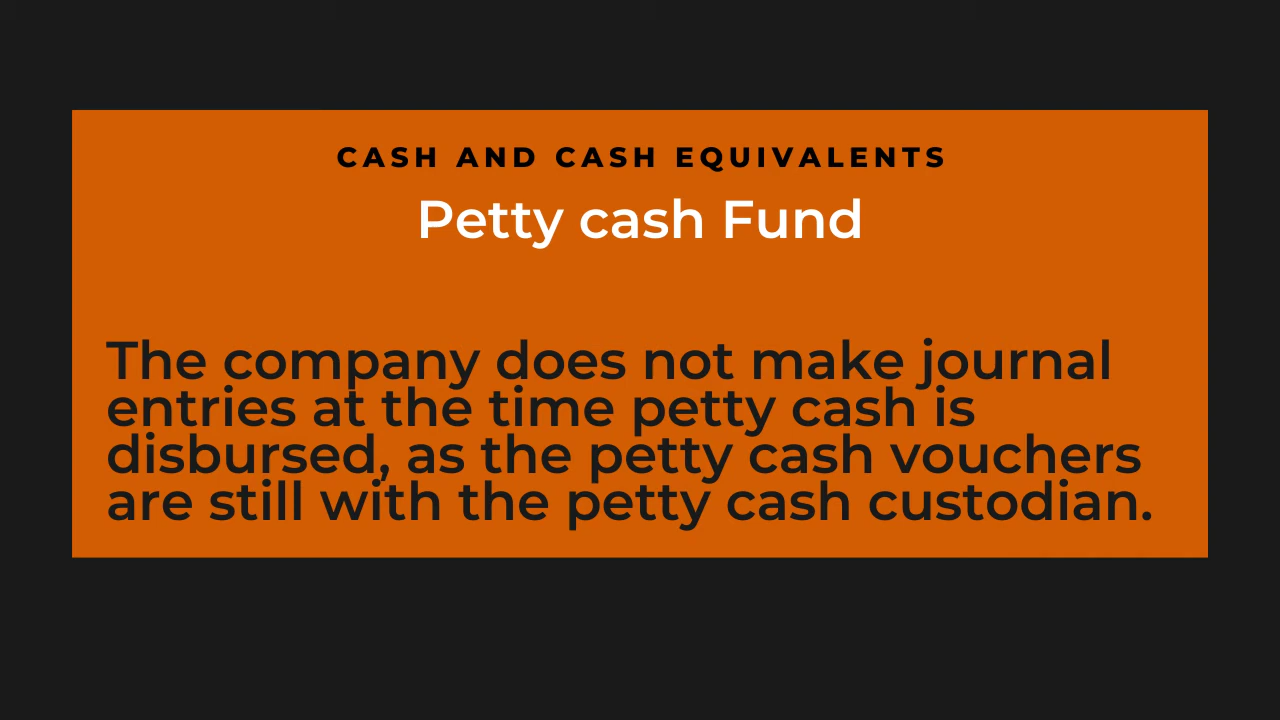 CASH AND CASH EQUIVALENTS
Petty cash Fund
The company does not make journal
entries at the time petty cash is
disbursed, as the petty cash vouchers
are still with the petty cash custodian.